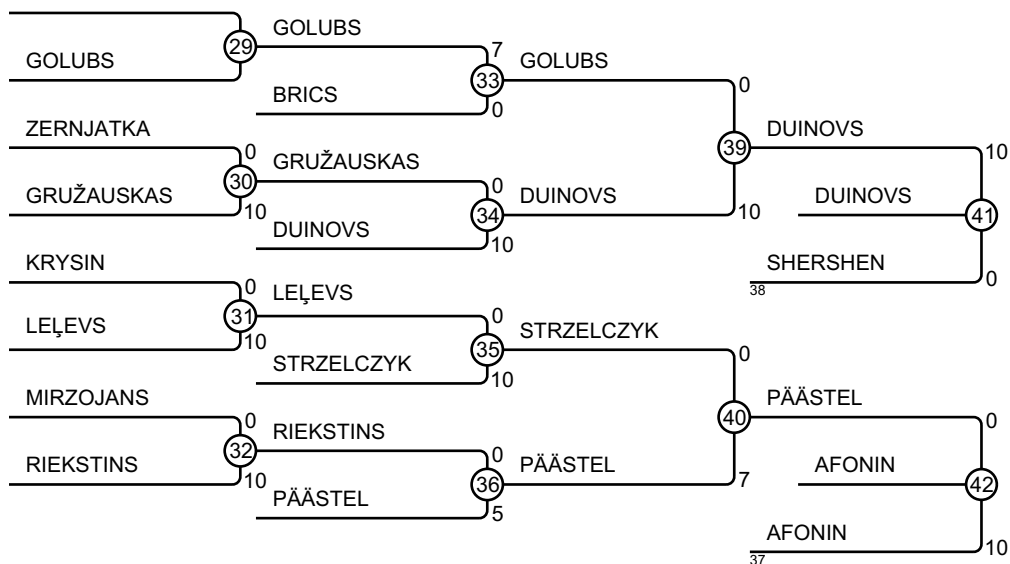 GOLUBS
29
GOLUBS
7
33
0
BRICS
GOLUBS
0
39
10
DUINOVS
10
ZERNJATKA
0
30
10
GRUŽAUSKAS
GRUŽAUSKAS
0
34
10
DUINOVS
DUINOVS
DUINOVS
41
SHERSHEN
38
0
KRYSIN
0
31
10
LEĻEVS
LEĻEVS
0
35
10
STRZELCZYK
STRZELCZYK
0
40
7
PÄÄSTEL
0
MIRZOJANS
0
32
10
RIEKSTINS
RIEKSTINS
0
36
5
PÄÄSTEL
PÄÄSTEL
AFONIN
42
AFONIN
37
10